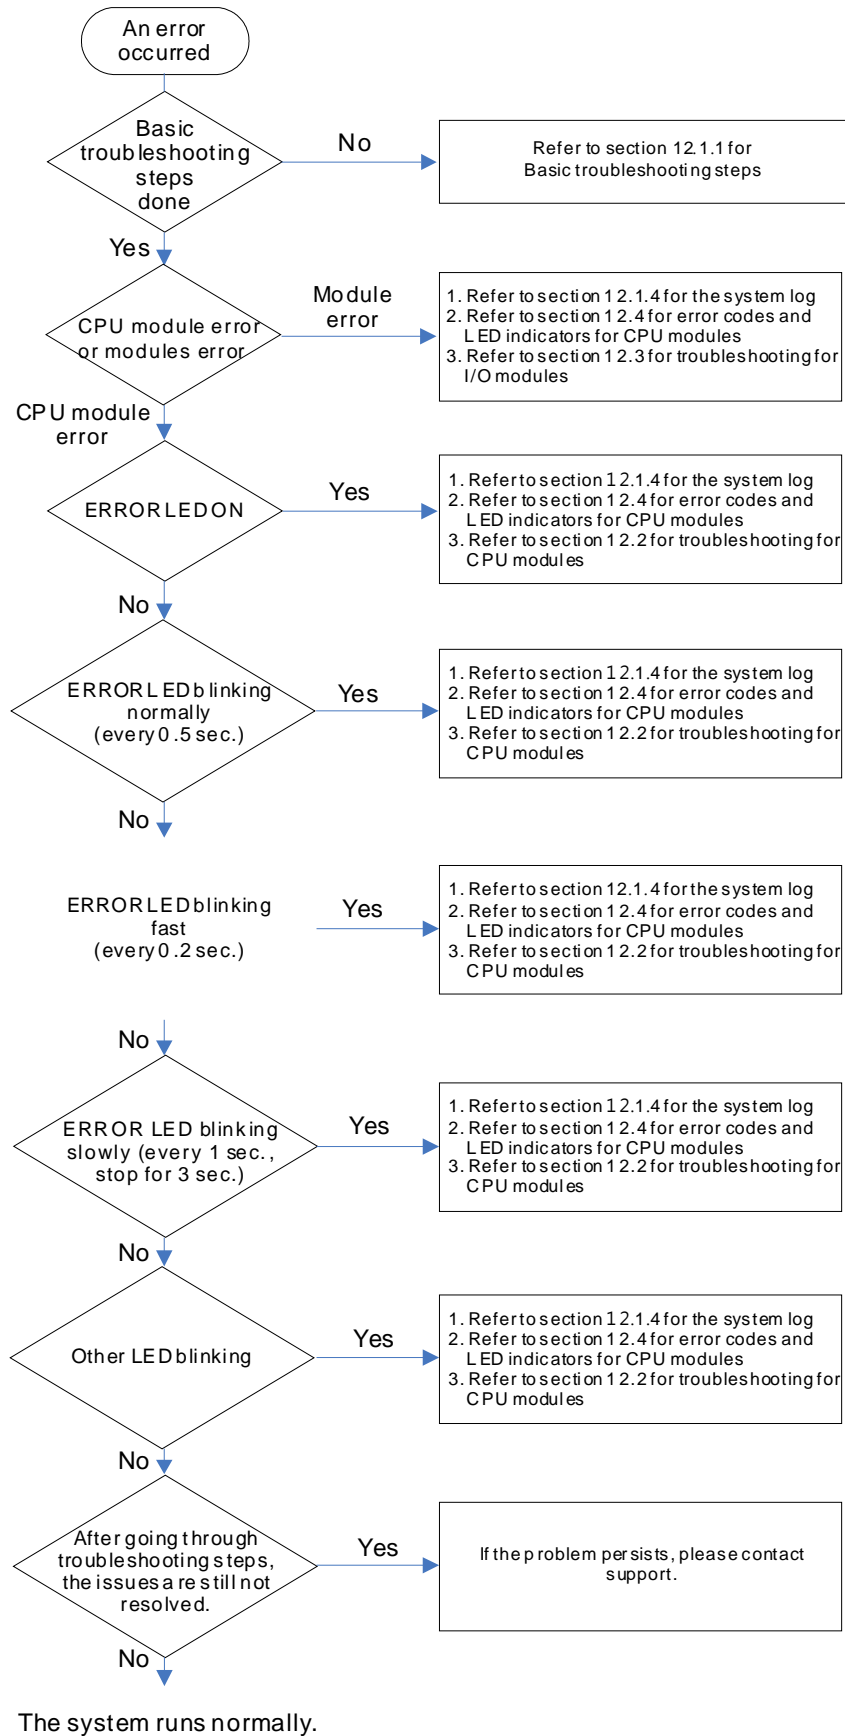 An error
occurred
Basic
troubleshooting
steps
done
No
Refer to section 12.1.1 for
Basic troubleshooting steps
Yes
CPU module error
or modules error
Module
error
1. Refer to section 12.1.4 for the system log
2. Refer to section 12.4 for error codes and
LED indicators for CPU modules
3. Refer to section 12.3 for troubleshooting for
I/O modules
CPU module
error
ERROR LED ON
Yes
1. Refer to section 12.1.4 for the system log
2. Refer to section 12.4 for error codes and
LED indicators for CPU modules
3. Refer to section 12.2 for troubleshooting for
CPU modules
No
ERROR LED blinking
normally
(every 0.5 sec.)
Yes
1. Refer to section 12.1.4 for the system log
2. Refer to section 12.4 for error codes and
LED indicators for CPU modules
3. Refer to section 12.2 for troubleshooting for
CPU modules
No
ERROR LED blinking
fast
(every 0.2 sec.)
Yes
1. Refer to section 12.1.4 for the system log
2. Refer to section 12.4 for error codes and
LED indicators for CPU modules
3. Refer to section 12.2 for troubleshooting for
CPU modules
No
ERROR LED blinking
slowly (every 1 sec.,
stop for 3 sec.)
Yes
1. Refer to section 12.1.4 for the system log
2. Refer to section 12.4 for error codes and
LED indicators for CPU modules
3. Refer to section 12.2 for troubleshooting for
CPU modules
No
Other LED blinking
Yes
1. Refer to section 12.1.4 for the system log
2. Refer to section 12.4 for error codes and
LED indicators for CPU modules
3. Refer to section 12.2 for troubleshooting for
CPU modules
No
After going through
troubleshooting steps,
the issues are still not
resolved.
Yes
If the problem persists, please contact
support.
No
The system runs normally.